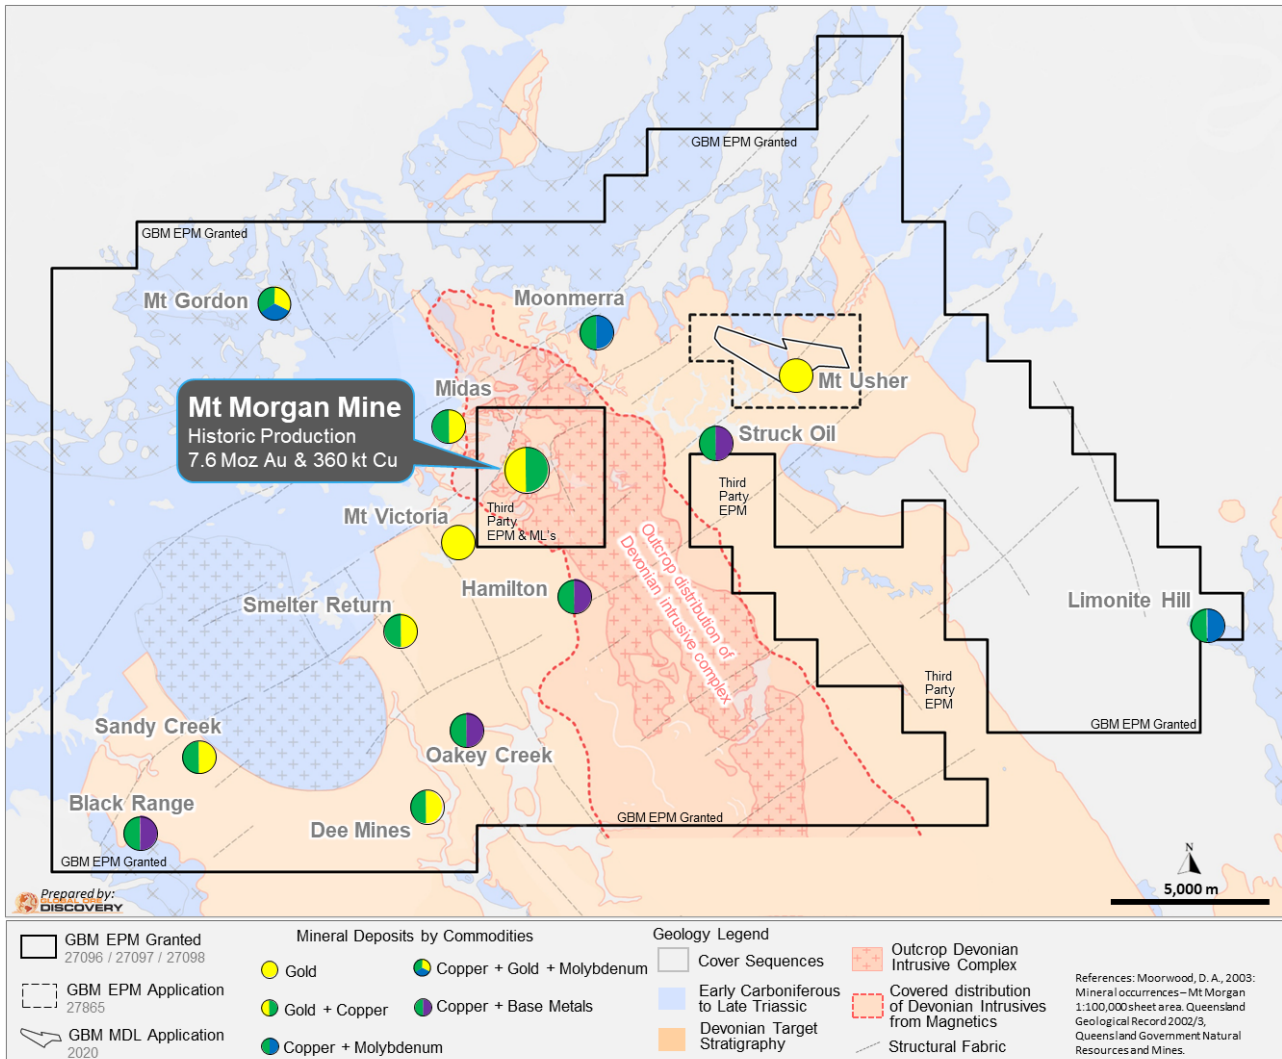 GBM EPM Granted
GBM EPM Granted
Mt Gordon
Moonmerra
Mt Usher
Midas
Mt Morgan Mine
Historic Production
7.6 Moz Au & 360 kt Cu
Struck Oil
Third
Party
EPM
Mt Victoria
Third
Party
EPM & ML's
Outcrop distribution of
Devonian intrusive complex
Hamilton
Limonite Hill
Smelter Return
Third
Party
EPM
GBM EPM Granted
Sandy Creek
Oakey Creek
Black Range
Dee Mines
GBM EPM Granted
GBM EPM Granted
N
5,000 m
Prepared by:
GLOBAL ORE
DISCOVERY
GBM EPM Granted
27096 / 27097 / 27098
GBM EPM Application
27865
GBM MDL Application
2020
Mineral Deposits by Commodities
Gold
Gold + Copper
Copper + Molybdenum
Copper + Gold + Molybdenum
Copper + Base Metals
Geology Legend
Cover Sequences
Early Carboniferous
to Late Triassic
Devonian Target
Stratigraphy
Outcrop Devonian
Intrusive Complex
Covered distribution
of Devonian Intrusives
from Magnetics
Structural Fabric
References: Moorwood, D. A., 2003:
Mineral occurrences – Mt Morgan
1:100,000 sheet area. Queensland
Geological Record 2002/3,
Queensland Government Natural
Resources and Mines.